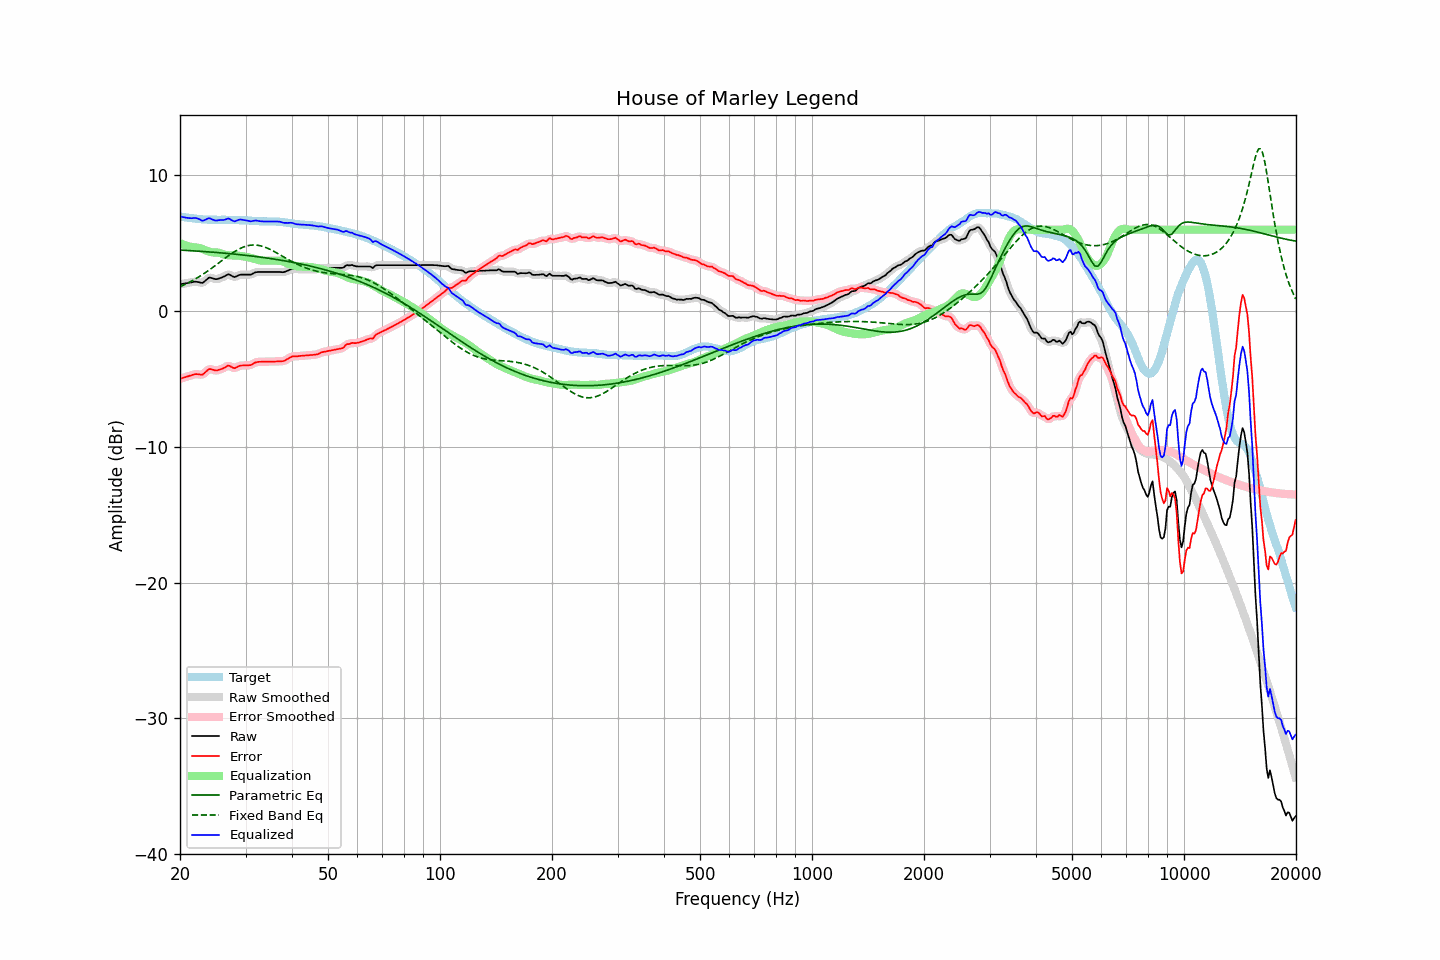 House of Marley Legend
10
0
−10
−20
−30
−40
Amplitude (dBr)
Target
Raw Smoothed
Error Smoothed
Raw
Error
Equalization
Parametric Eq
Fixed Band Eq
Equalized
20 50 100 200 500 1000 2000 5000 10000 20000
Frequency (Hz)